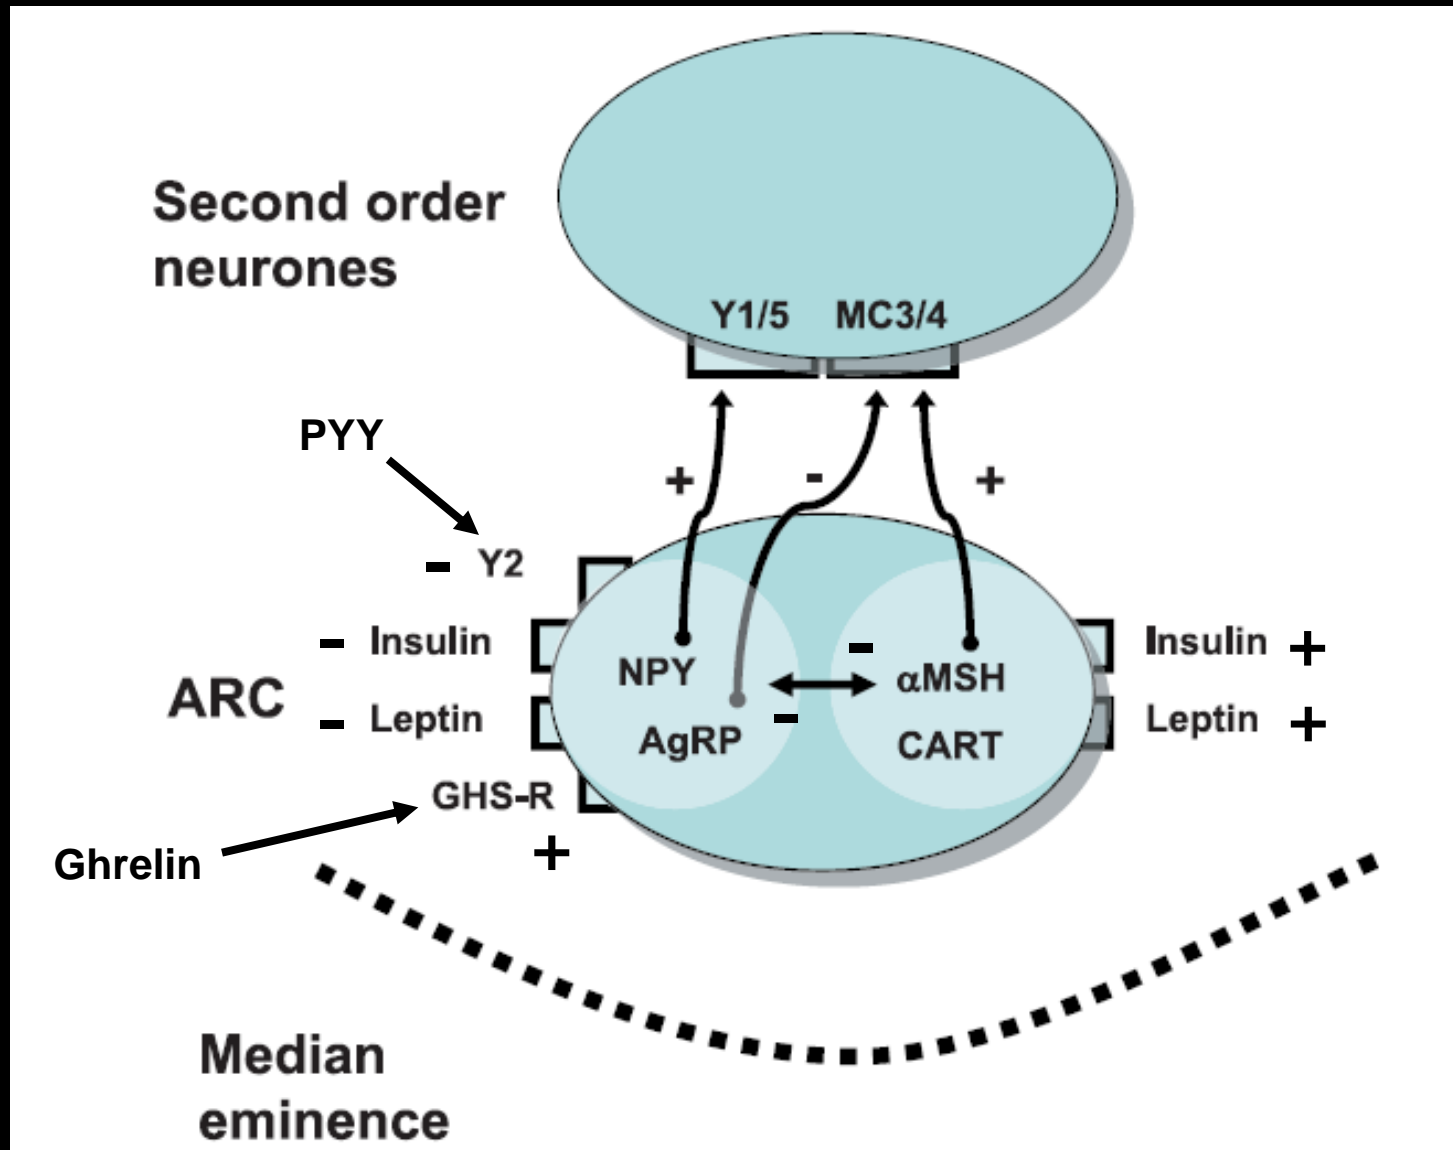 Second order
neurones
Y1/5 MC3/4
PYY
+ - +
- Y2
- Insulin
NPY
- αMSH
Insulin +
ARC
- Leptin
AgRP
-
CART
Leptin +
GHS-R
+
Ghrelin
Median
eminence